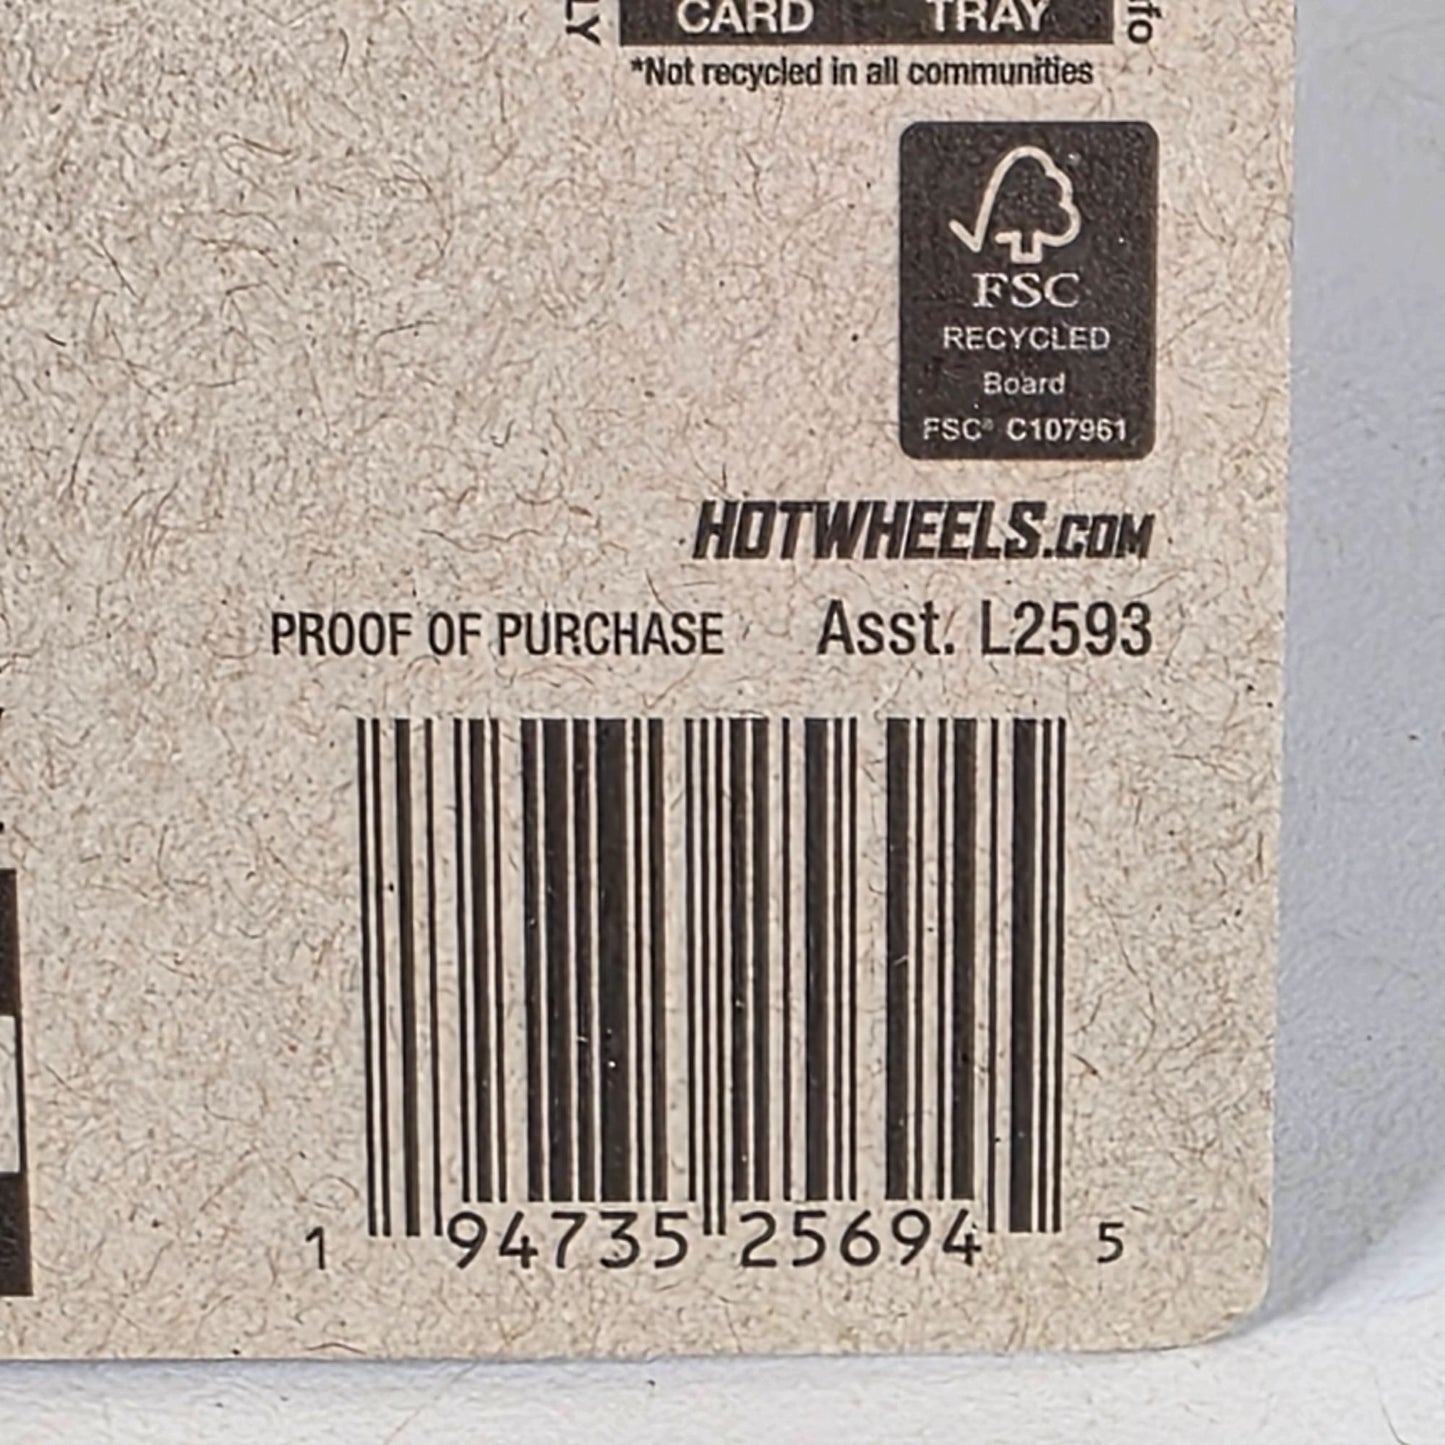 CARD TRAY
*Not recycled in all communities
FSC
RECYCLED
Board
FSC® C107961
HOTWHEELS.COM
PROOF OF PURCHASE Asst. L2593
1 94735 25694 5